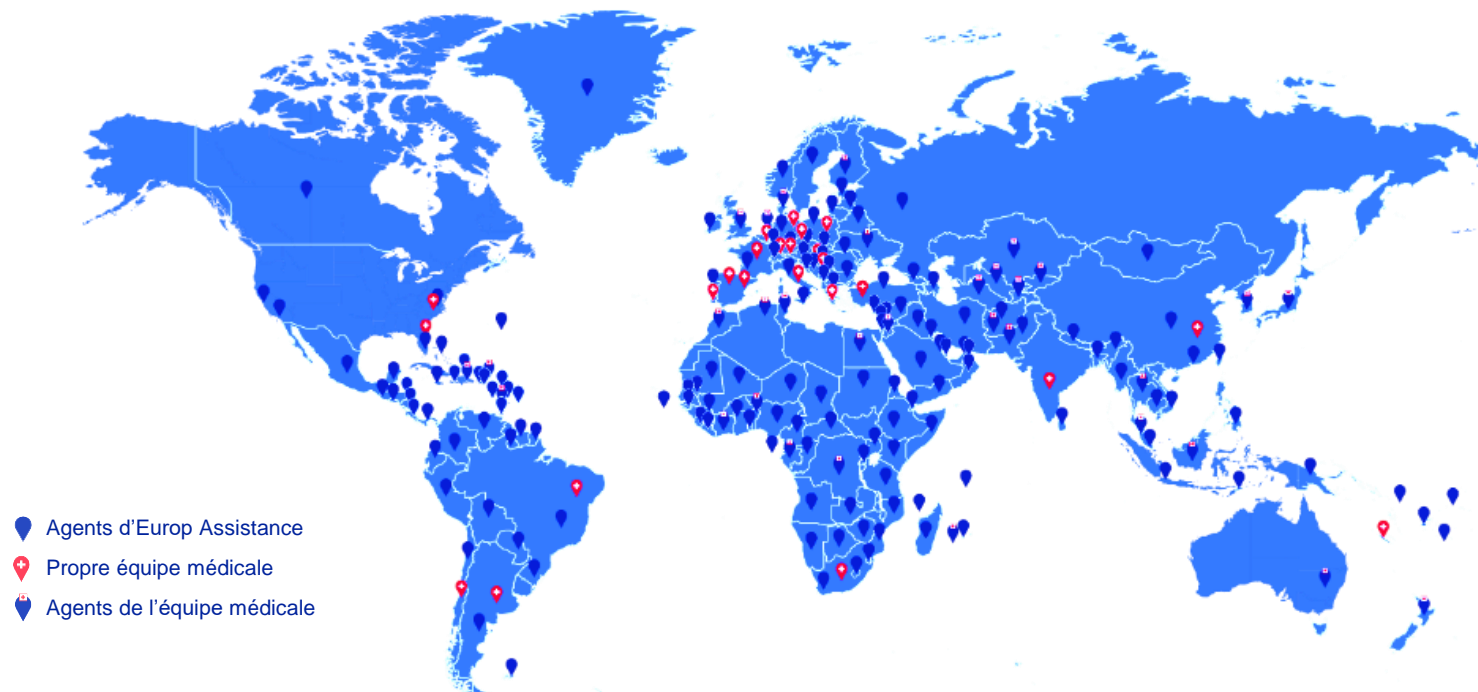 Agents d’Europ Assistance
Propre équipe médicale
Agents de l’équipe médicale